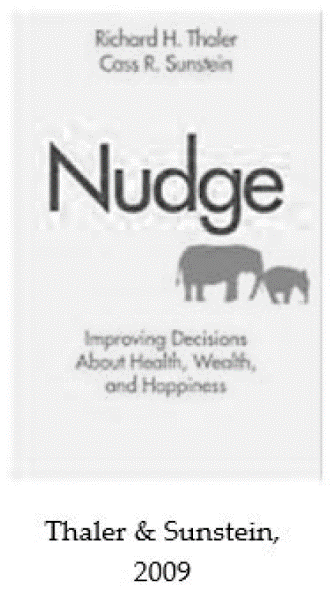 Richard H. Thaler
Cass R. Sunstein
Nudge
Improving Decisions
About Health, Wealth,
and Happiness
Thaler & Sunstein,
2009